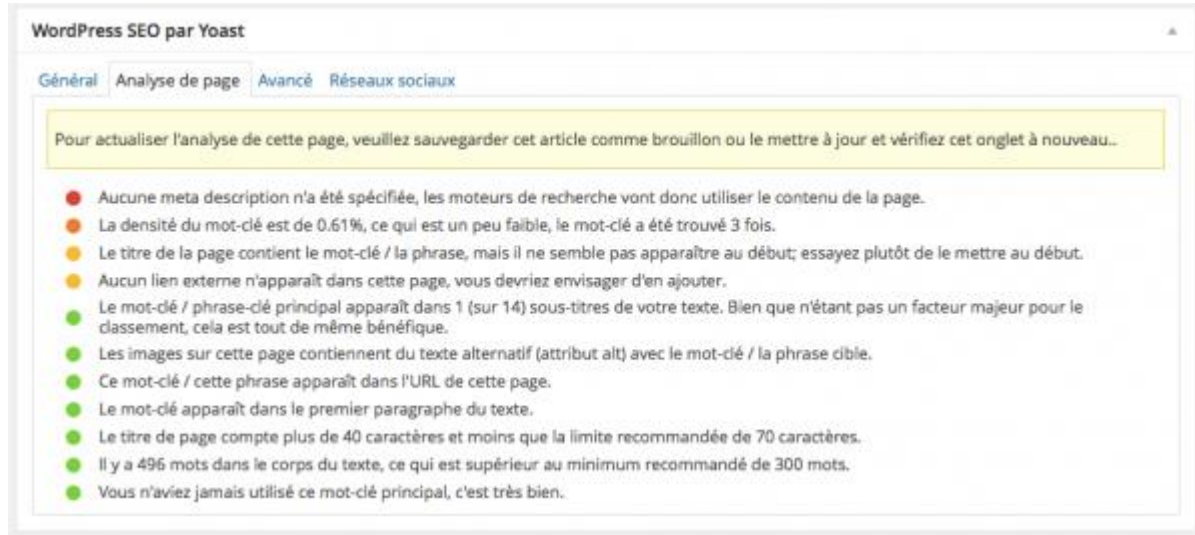 WordPress SEO par Yoast
Général Analyse de page Avancé Réseaux sociaux
Pour actualiser l'analyse de cette page, veuillez sauvegarder cet article comme brouillon ou le mettre à jour et vérifiez cet onglet à nouveau..
Aucune meta description n'a été spécifiée, les moteurs de recherche vont donc utiliser le contenu de la page.
La densité du mot-clé est de 0.61%, ce qui est un peu faible, le mot-clé a été trouvé 3 fois.
Le titre de la page contient le mot-clé / la phrase, mais il ne semble pas apparaître au début; essayez plutôt de le mettre au début.
Aucun lien externe n'apparaît dans cette page, vous devriez envisager d'en ajouter.
Le mot-clé / phrase-clé principal apparaît dans 1 (sur 14) sous-titres de votre texte. Bien que n'étant pas un facteur majeur pour le
classement, cela est tout de même bénéfique.
Les images sur cette page contiennent du texte alternatif (attribut alt) avec le mot-clé / la phrase cible.
Ce mot-clé / cette phrase apparaît dans l'URL de cette page.
Le mot-clé apparaît dans le premier paragraphe du texte.
Le titre de page compte plus de 40 caractères et moins que la limite recommandée de 70 caractères.
Il y a 496 mots dans le corps du texte, ce qui est supérieur au minimum recommandé de 300 mots.
Vous n'aviez jamais utilisé ce mot-clé principal, c'est très bien.